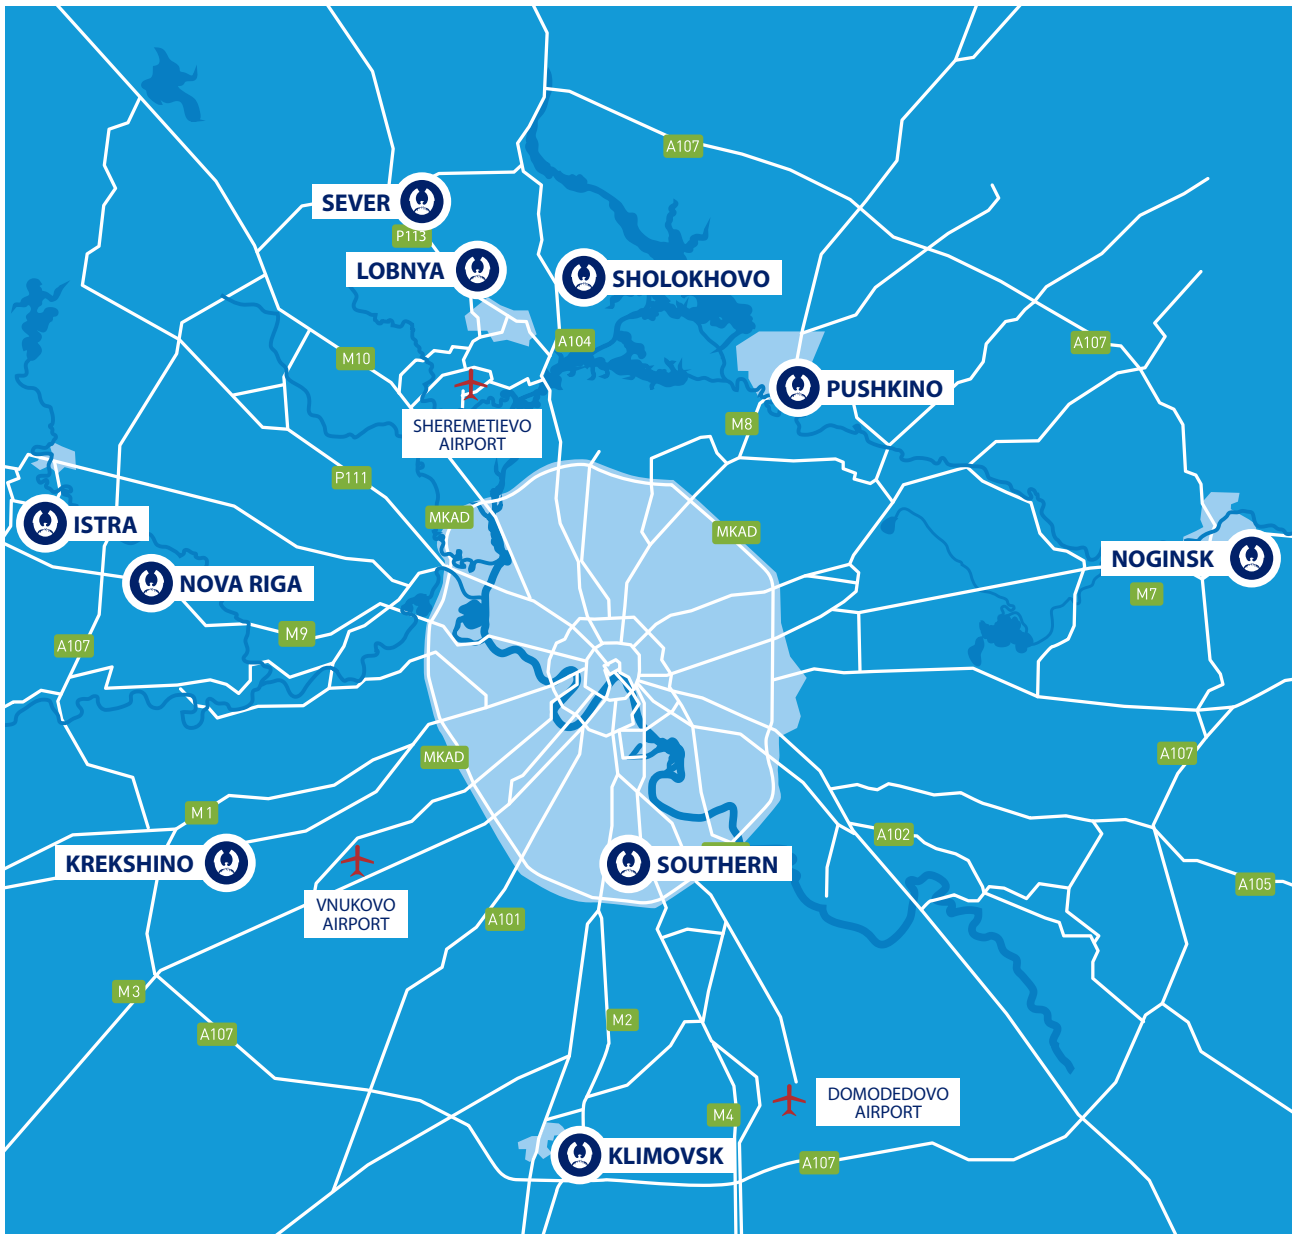 A107
SEVER
P113
LOBNYA
SHOLOKHOVO
A104
A107
M10
PUSHKINO
SHEREMETIEVO
AIRPORT
M8
P111
MKAD
ISTRA
MKAD
NOGINSK
NOVA RIGA
M7
M9
A107
MKAD
A107
M1
A102
KREKSHINO
SOUTHERN
A105
VNUKOVO
AIRPORT
A101
M3
M2
A107
DOMODEDOVO
AIRPORT
M4
KLIMOVSK
A107